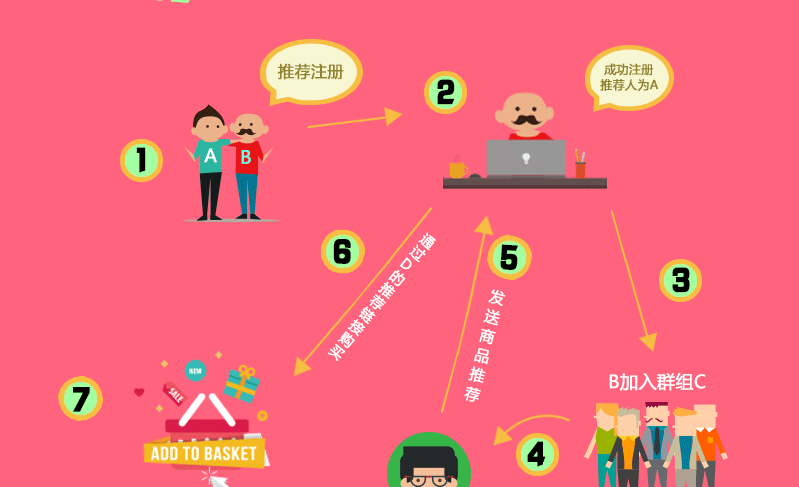 推荐注册
成功注册
推荐人为A
2
1
A
B
6
通过D的推荐链接购买
5
发送商品推荐
3
B加入群组C
7
NEW
SALE
ADD TO BASKET
4